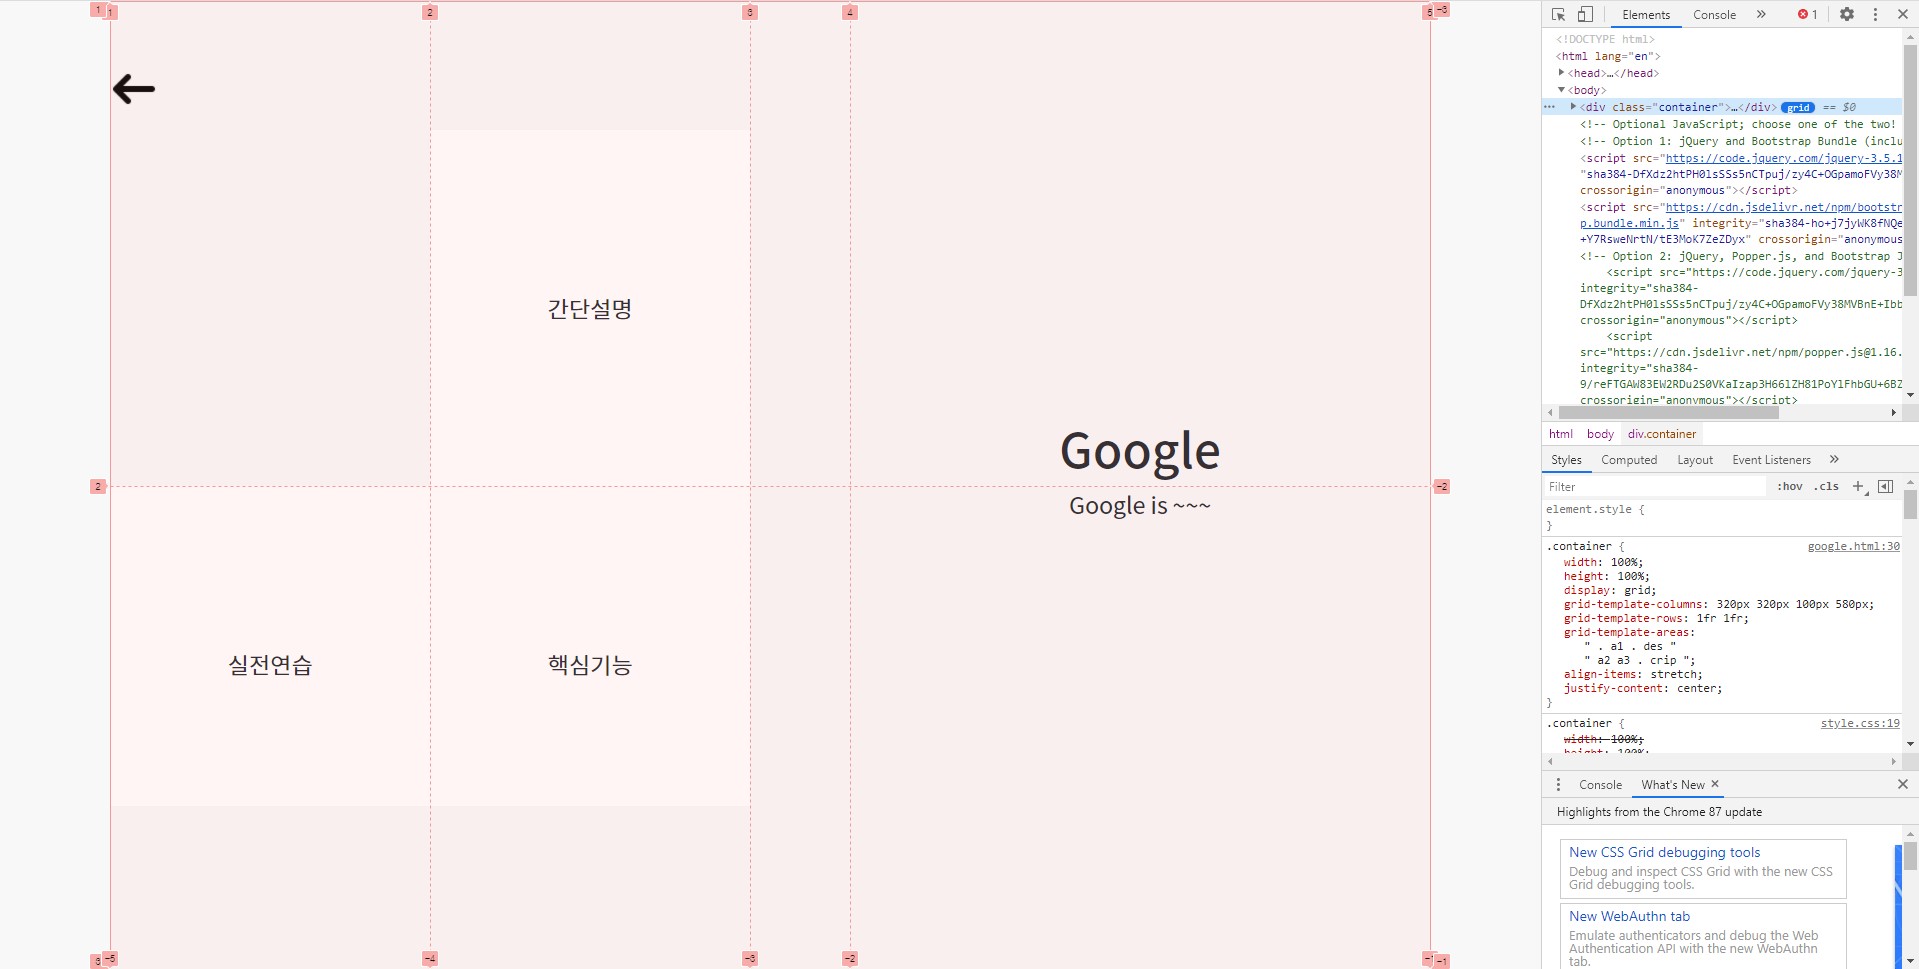 1
1
2
3
4
5
-3
간단설명
Google
2
-2
Google is ~~~
실전연습
핵심기능
3
-5
-4
-3
-2
-1
-1
Elements
Console
»
1
<!DOCTYPE html>
<html lang="en">
<head>…</head>
<body>
<div class="container">…</div> grid == $0
<!-- Optional JavaScript; choose one of the two!
<!-- Option 1: jQuery and Bootstrap Bundle (inclu
<script src="https://code.jquery.com/jquery-3.5.1
"sha384-DfXdz2htPH0lsSSs5nCTpuj/zy4C+OGpamoFVy38M
crossorigin="anonymous"></script>
<script src="https://cdn.jsdelivr.net/npm/bootstr
p.bundle.min.js" integrity="sha384-ho+j7jyWK8fNQe
+Y7RsweNrtN/tE3MoK7ZeZDyx" crossorigin="anonymous
<!-- Option 2: jQuery, Popper.js, and Bootstrap J
<script src="https://code.jquery.com/jquery-3
integrity="sha384-
DfXdz2htPH0lsSSs5nCTpuj/zy4C+OGpamoFVy38MVBnE+Ibb
crossorigin="anonymous"></script>
<script
src="https://cdn.jsdelivr.net/npm/popper.js@1.16.
integrity="sha384-
9/reFTGAW83EW2RDu2S0VKaIzap3H66lZH81PoYlFhbGU+6BZ
crossorigin="anonymous"></script>
html body div.container
Styles Computed Layout Event Listeners »
Filter :hov .cls +
element.style {
}
.container { google.html:30
width: 100%;
height: 100%;
display: grid;
grid-template-columns: 320px 320px 100px 580px;
grid-template-rows: 1fr 1fr;
grid-template-areas:
" . a1 . des "
" a2 a3 . crip ";
align-items: stretch;
justify-content: center;
}
.container { style.css:19
width: 100%;
height: 100%;
Console What's New
Highlights from the Chrome 87 update
New CSS Grid debugging tools
Debug and inspect CSS Grid with the new CSS
Grid debugging tools.
New WebAuthn tab
Emulate authenticators and debug the Web
Authentication API with the new WebAuthn
tab.